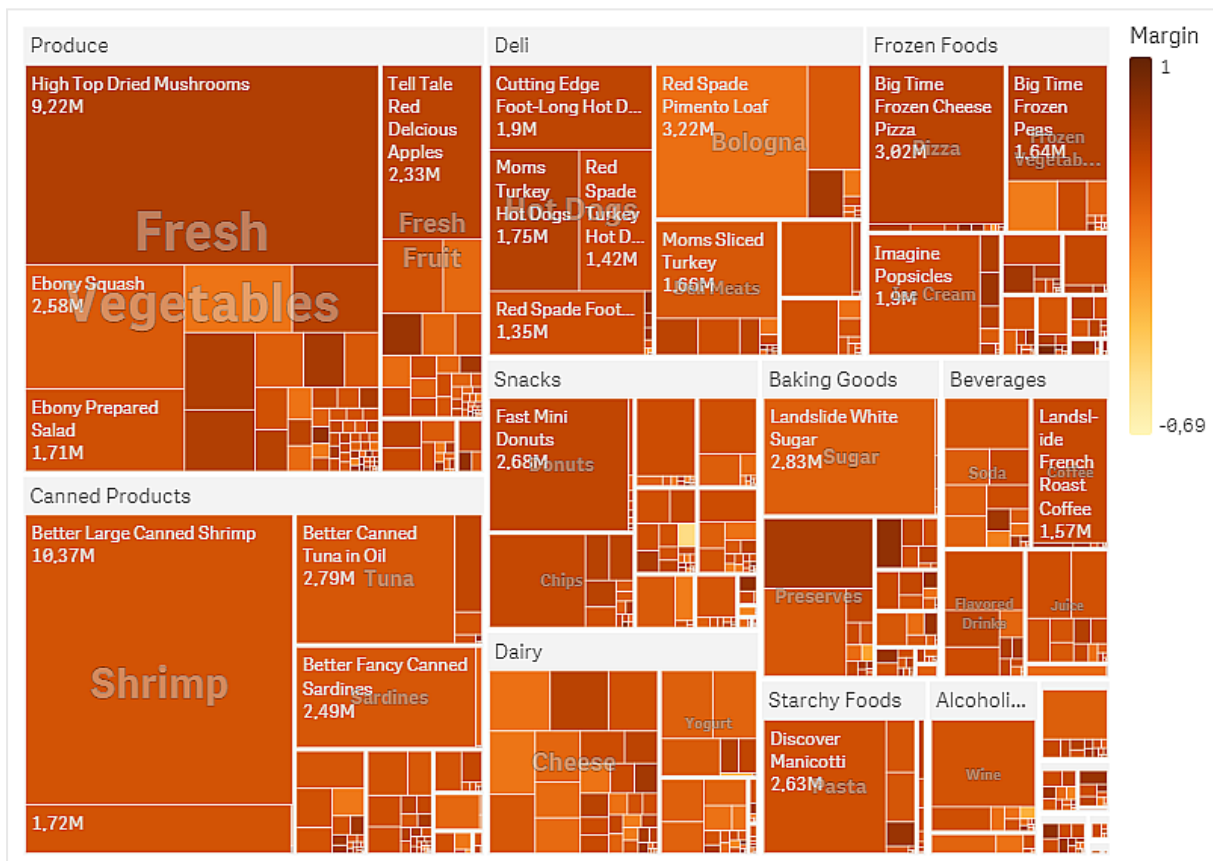 Produce
High Top Dried Mushrooms
9,22M
Tell Tale
Red
Delcious
Apples
2,33M
Fresh
Vegetables
Fresh
Fruit
Ebony Squash
2,58M
Ebony Prepared
Salad
1,71M
Canned Products
Better Large Canned Shrimp
10,37M
Shrimp
1,72M
Better Canned
Tuna in Oil
2,79M
Tuna
Better Fancy Canned
Sardines
2,49M
Sardines
Deli
Cutting Edge
Foot-Long Hot D...
1,9M
Moms
Turkey
Hot Dogs
1,75M
Red
Spade
Turkey
Hot D...
1,42M
Hot Dogs
Red Spade Foot...
1,35M
Red Spade
Pimento Loaf
3,22M
Bologna
Moms Sliced
Turkey
1,66M
Deli Meats
Frozen Foods
Big Time
Frozen Cheese
Pizza
3,02M
Pizza
Big Time
Frozen
Peas
1,64M
Frozen
Vegetab...
Imagine
Popsicles
1,9M
Ice Cream
Snacks
Fast Mini
Donuts
2,68M
Donuts
Chips
Dairy
Cheese
Yogurt
Baking Goods
Landslide White
Sugar
2,83M
Sugar
Preserves
Beverages
Soda
Landsl-
ide
French
Roast
Coffee
1,57M
Coffee
Flavored
Drinks
Juice
Starchy Foods
Discover
Manicotti
2,63M
Pasta
Alcoholi...
Wine
Margin
1
-0,69